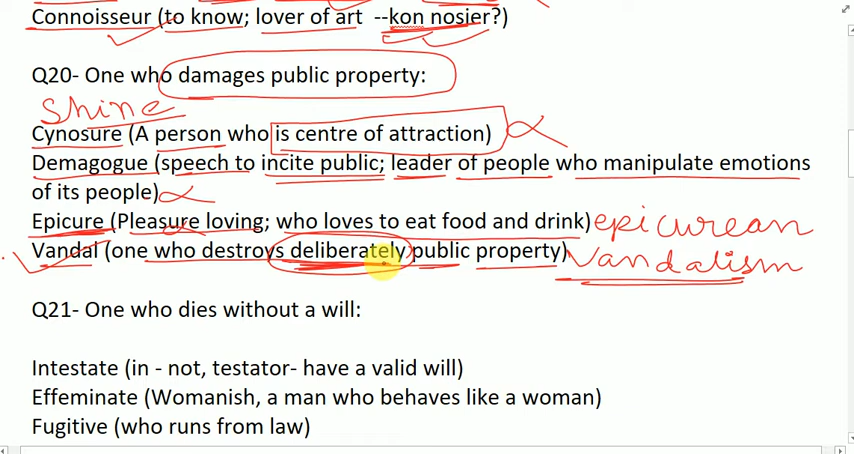 Connoisseur (to know; lover of art --kon nosier?)
Q20- One who damages public property:
Shine
Cynosure (A person who is centre of attraction)
Demagogue (speech to incite public; leader of people who manipulate emotions
of its people)
Epicure (Pleasure loving; who loves to eat food and drink) epicurean
Vandal (one who destroys deliberately public property) Vandalism
Q21- One who dies without a will:
Intestate (in - not, testator- have a valid will)
Effeminate (Womanish, a man who behaves like a woman)
Fugitive (who runs from law)